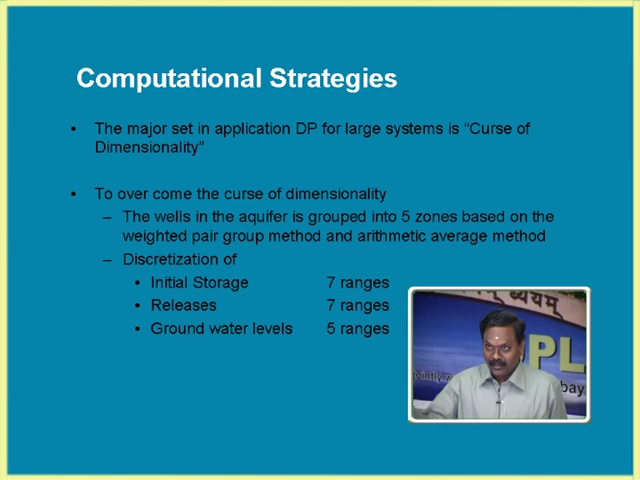 Computational Strategies
• The major set in application DP for large systems is “Curse of
Dimensionality”
• To over come the curse of dimensionality
– The wells in the aquifer is grouped into 5 zones based on the
weighted pair group method and arithmetic average method
– Discretization of
• Initial Storage 7 ranges
• Releases 7 ranges
• Ground water levels 5 ranges
PL
ointly
bay